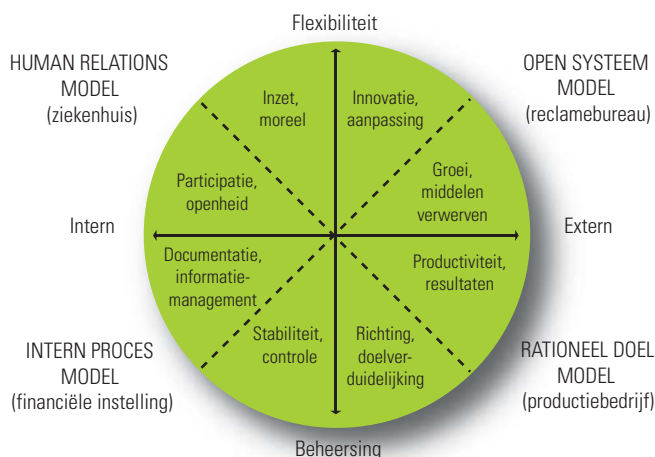 Flexibiliteit
HUMAN RELATIONS
MODEL
(ziekenhuis)
OPEN SYSTEEM
MODEL
(reclamebureau)
Inzet,
moreel
Innovatie,
aanpassing
Participatie,
openheid
Groei,
middelen
verwerven
Intern
Extern
Documentatie,
informatie-
management
Productiviteit,
resultaten
Stabiliteit,
controle
Richting,
doelver-
duidelijking
INTERN PROCES
MODEL
(financiële instelling)
RATIONEEL DOEL
MODEL
(productiebedrijf)
Beheersing